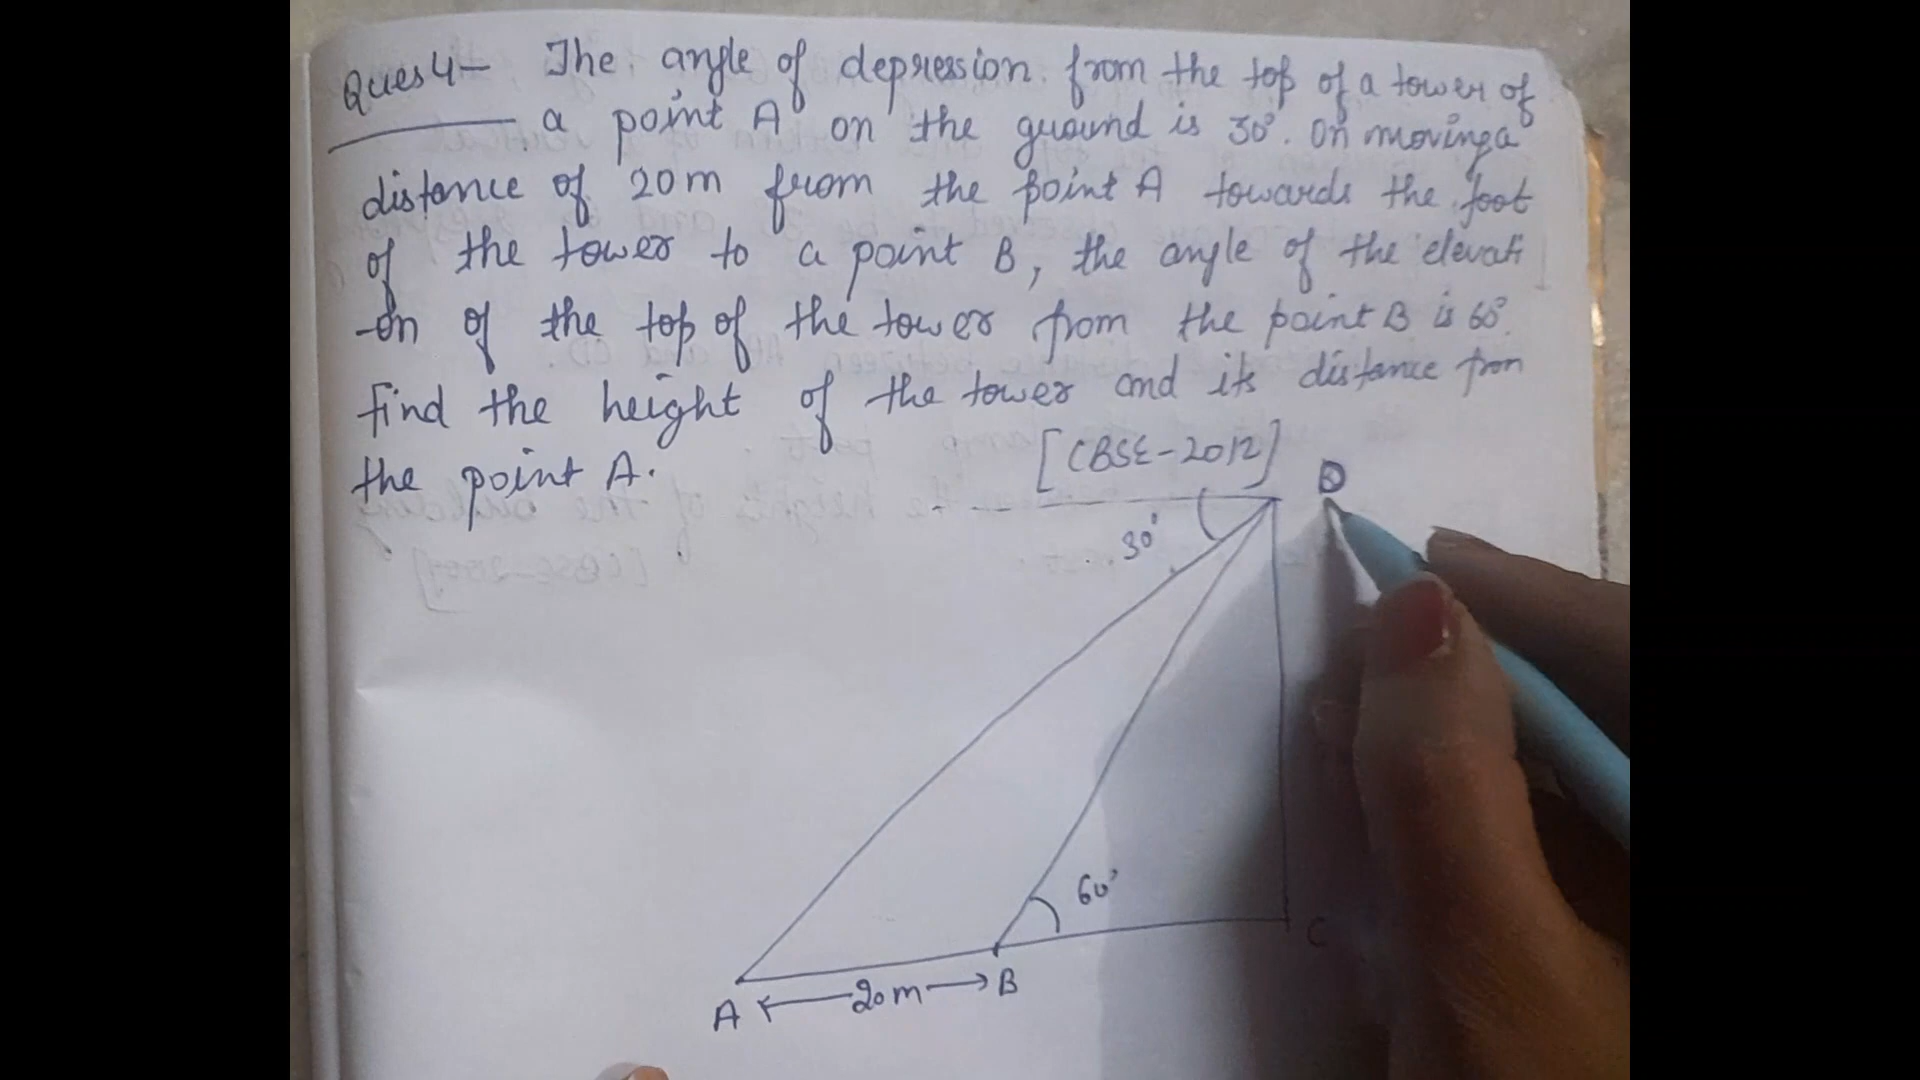 Ques 4- The angle of depression from the top of a tower of
a point A on the ground is 30°. On moving a
distance of 20 m from the point A towards the foot
of the tower to a point B, the angle of the elevati
-on of the top of the tower from the point B is 60°.
find the height of the tower and its distance from
the point A.
[CBSE-2012]
D
30°
60°
C
A 20 m B